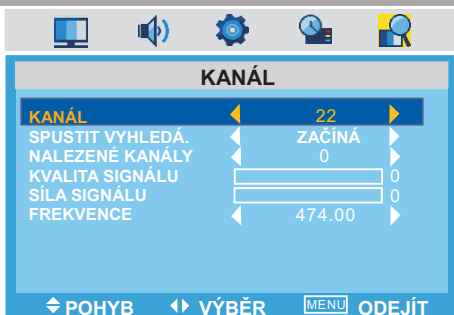 KANÁL
KANÁL 22
SPUSTIT VYHLEDÁ. ZAČÍNÁ
NALEZENÉ KANÁLY 0
KVALITA SIGNÁLU 0
SÍLA SIGNÁLU 0
FREKVENCE 474.00
POHYB VÝBĚR MENU ODEJÍT